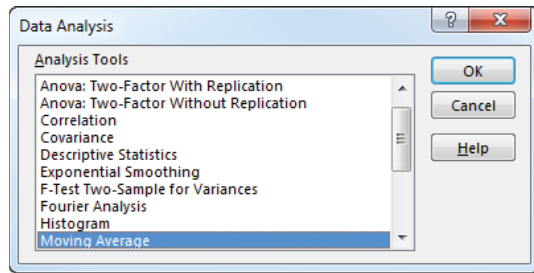 Data Analysis
Analysis Tools
Anova: Two-Factor With Replication
Anova: Two-Factor Without Replication
Correlation
Covariance
Descriptive Statistics
Exponential Smoothing
F-Test Two-Sample for Variances
Fourier Analysis
Histogram
Moving Average
OK
Cancel
Help